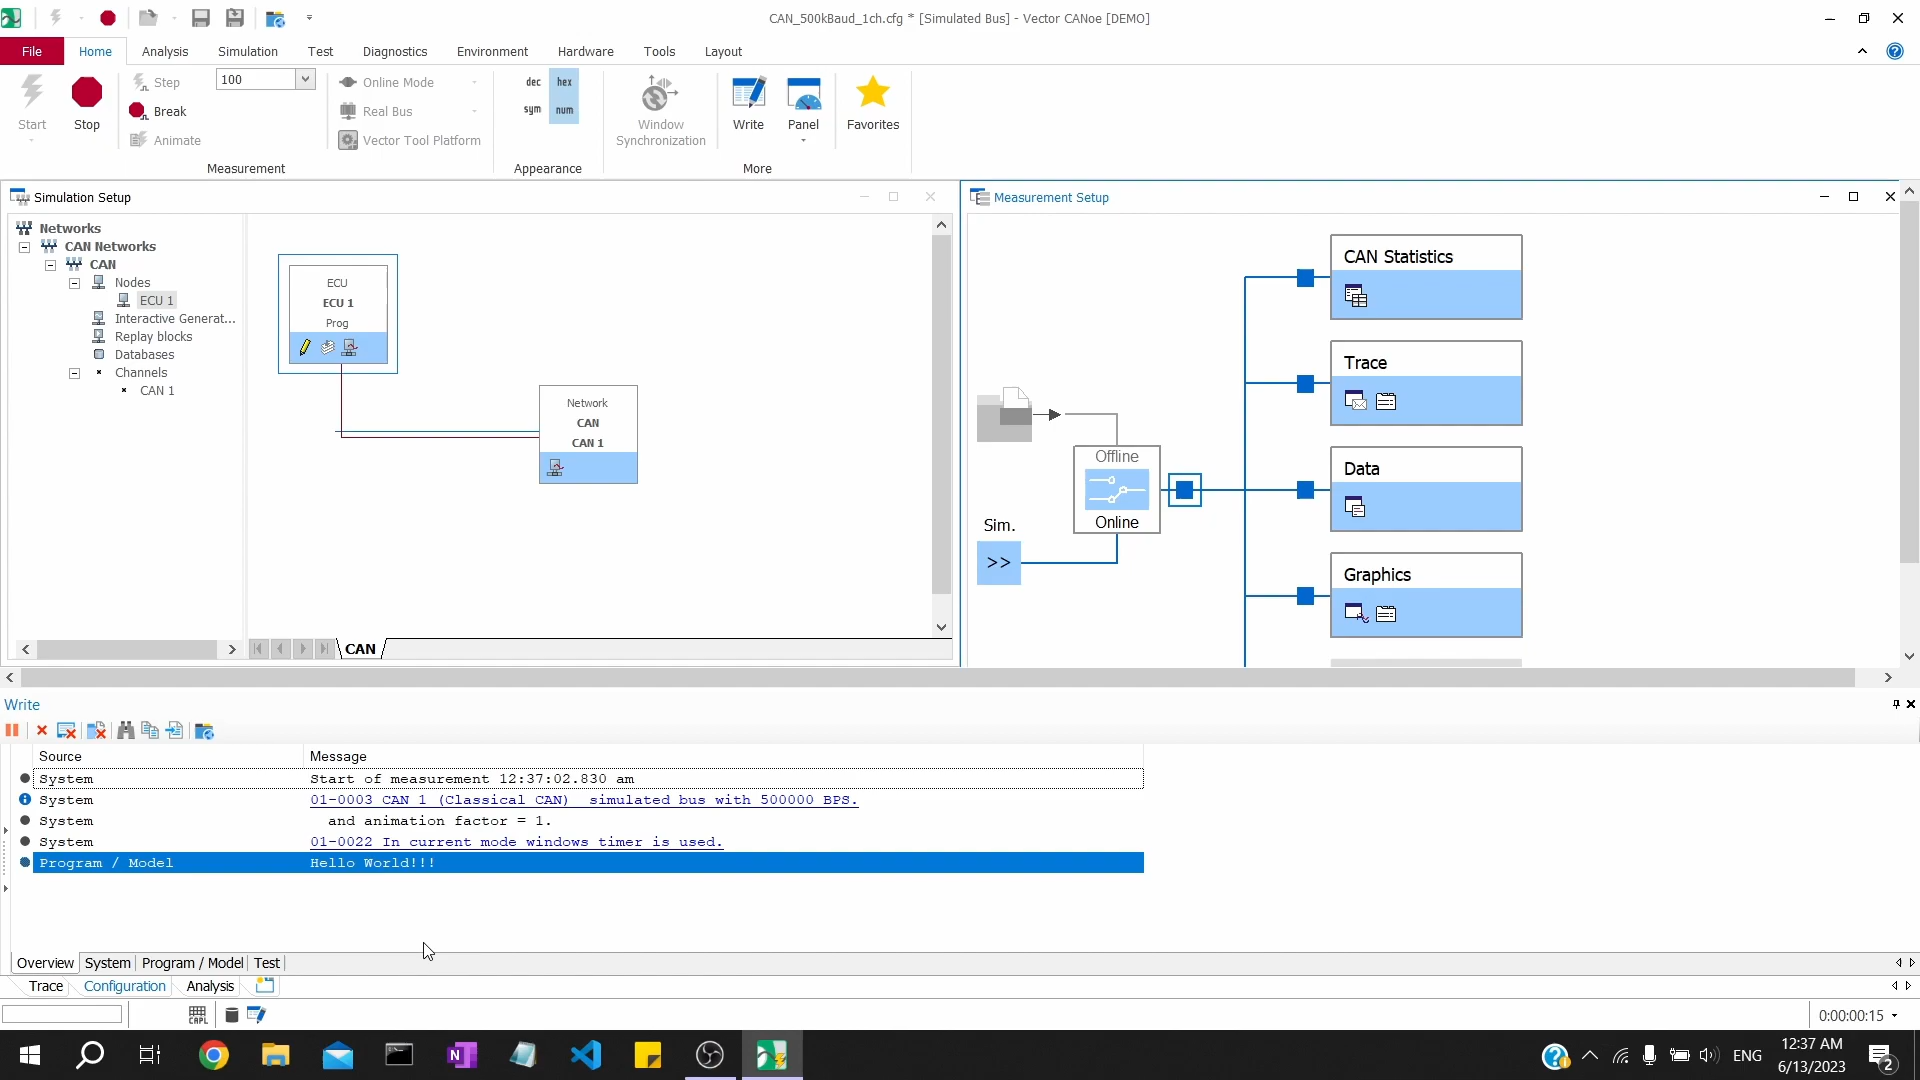 CAN_500kBaud_1ch.cfg * [Simulated Bus] - Vector CANoe [DEMO]
File Home Analysis Simulation Test Diagnostics Environment Hardware Tools Layout
Start
Stop
Step
100
Break
Animate
Measurement
Online Mode
Real Bus
Vector Tool Platform
dec hex
sym num
Appearance
Window
Synchronization
Write
Panel
More
Favorites
Simulation Setup
Networks
CAN Networks
CAN
Nodes
ECU 1
Interactive Generat...
Replay blocks
Databases
Channels
CAN 1
ECU
ECU 1
Prog
Network
CAN
CAN 1
CAN
Measurement Setup
CAN Statistics
Trace
Data
Graphics
Offline
Online
Sim.
>>
Write
Source Message
System Start of measurement 12:37:02.830 am
System 01-0003 CAN 1 (Classical CAN)  simulated bus with 500000 BPS.
System and animation factor = 1.
System 01-0022 In current mode windows timer is used.
Program / Model Hello World!!!
Overview System Program / Model Test
Trace Configuration Analysis
CAPL
0:00:00:15
N
ENG
12:37 AM
6/13/2023
2